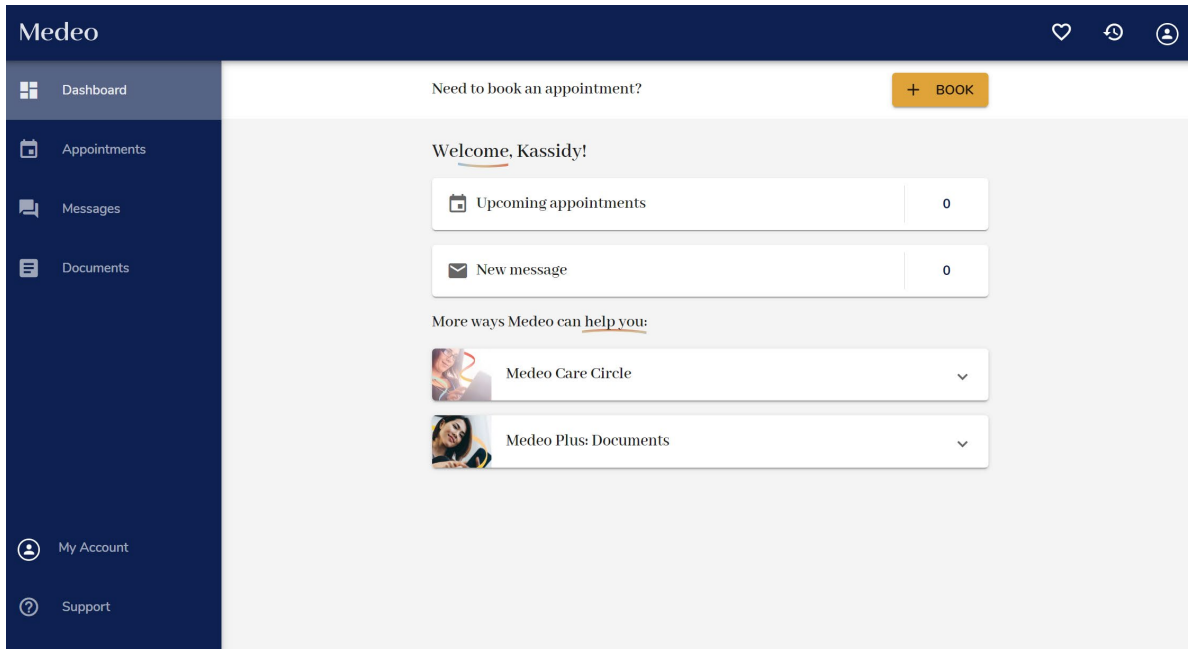 Medeo
Dashboard
Appointments
Messages
Documents
My Account
Support
Need to book an appointment?
+ BOOK
Welcome, Kassidy!
Upcoming appointments 0
New message 0
More ways Medeo can help you:
Medeo Care Circle
Medeo Plus: Documents